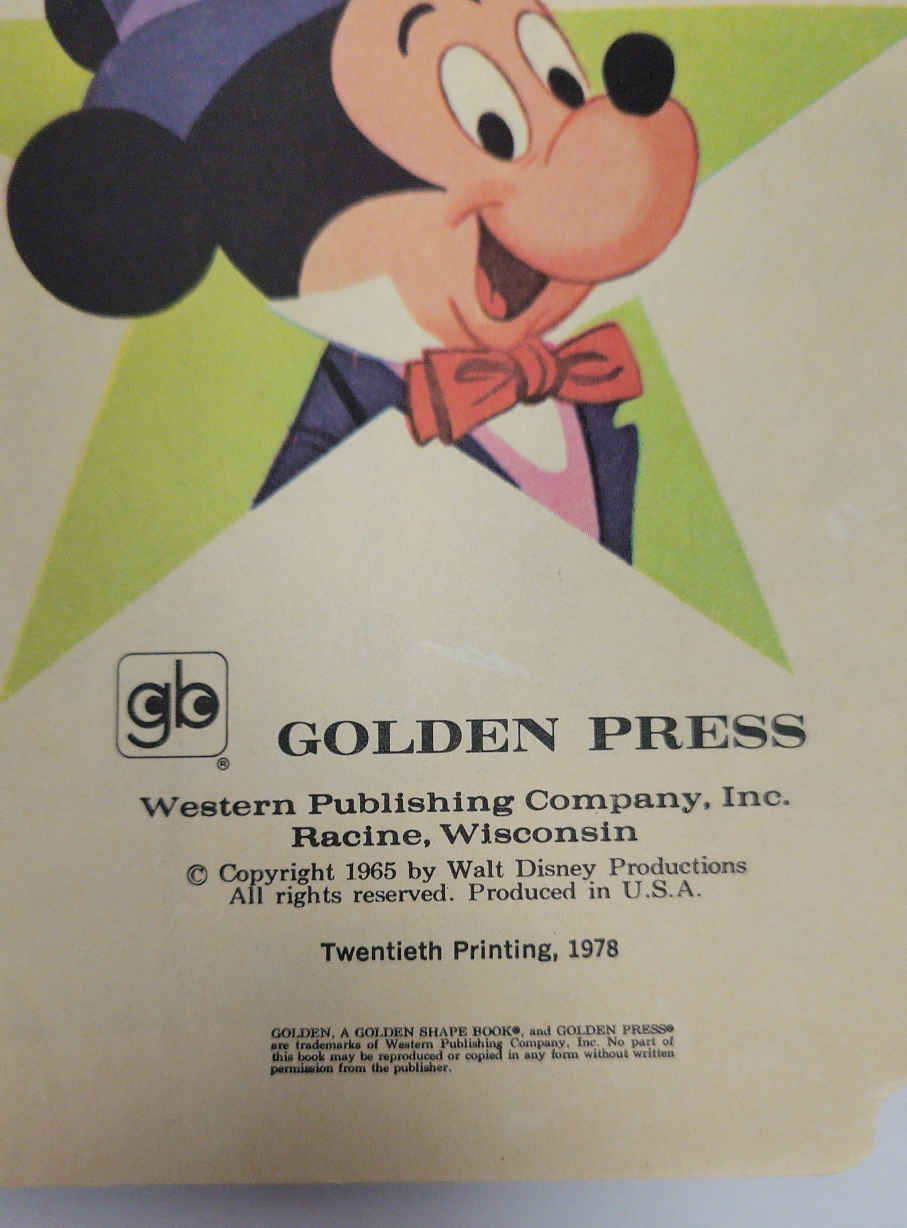 gb
®
GOLDEN PRESS
Western Publishing Company, Inc.
Racine, Wisconsin
© Copyright 1965 by Walt Disney Productions
All rights reserved. Produced in U.S.A.
Twentieth Printing, 1978
GOLDEN, A GOLDEN SHAPE BOOK®, and GOLDEN PRESS®
are trademarks of Western Publishing Company, Inc. No part of
this book may be reproduced or copied in any form without written
permission from the publisher.